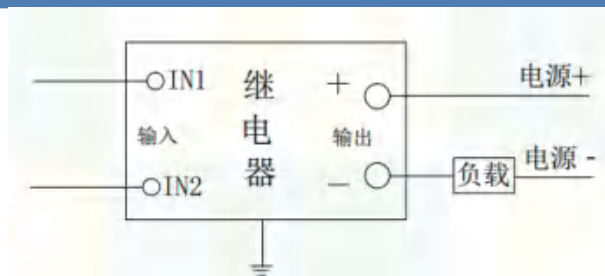 IN1
输入
IN2
继
电
器
+
输出
—
电源+
负载
电源-